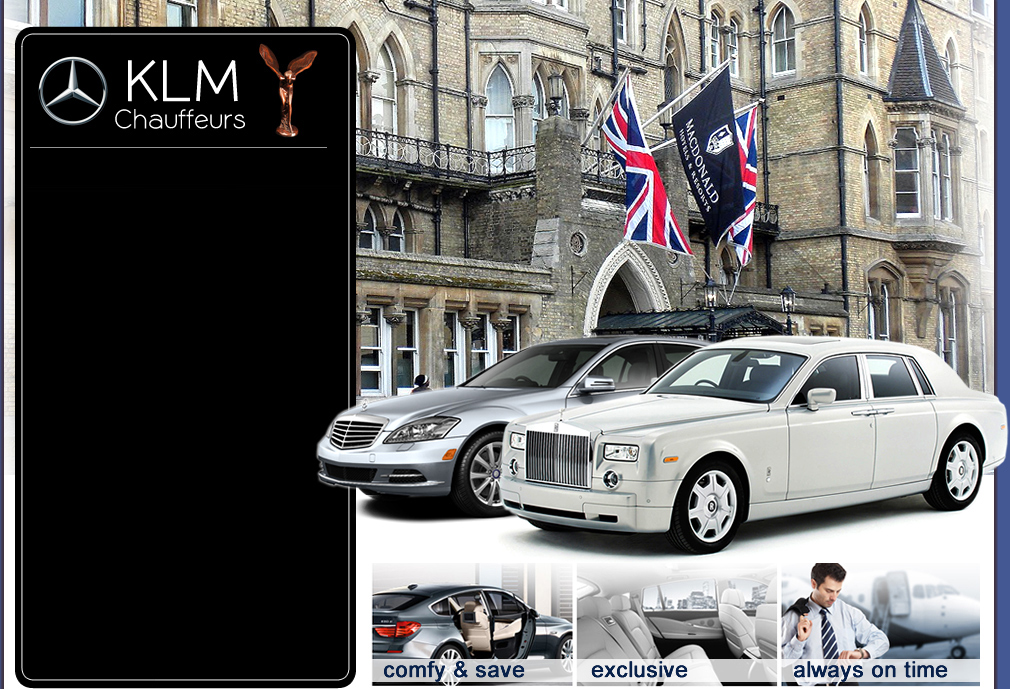 KLM
Chauffeurs
MACDONALD
HOTELS & RESORTS
comfy & save
exclusive
always on time